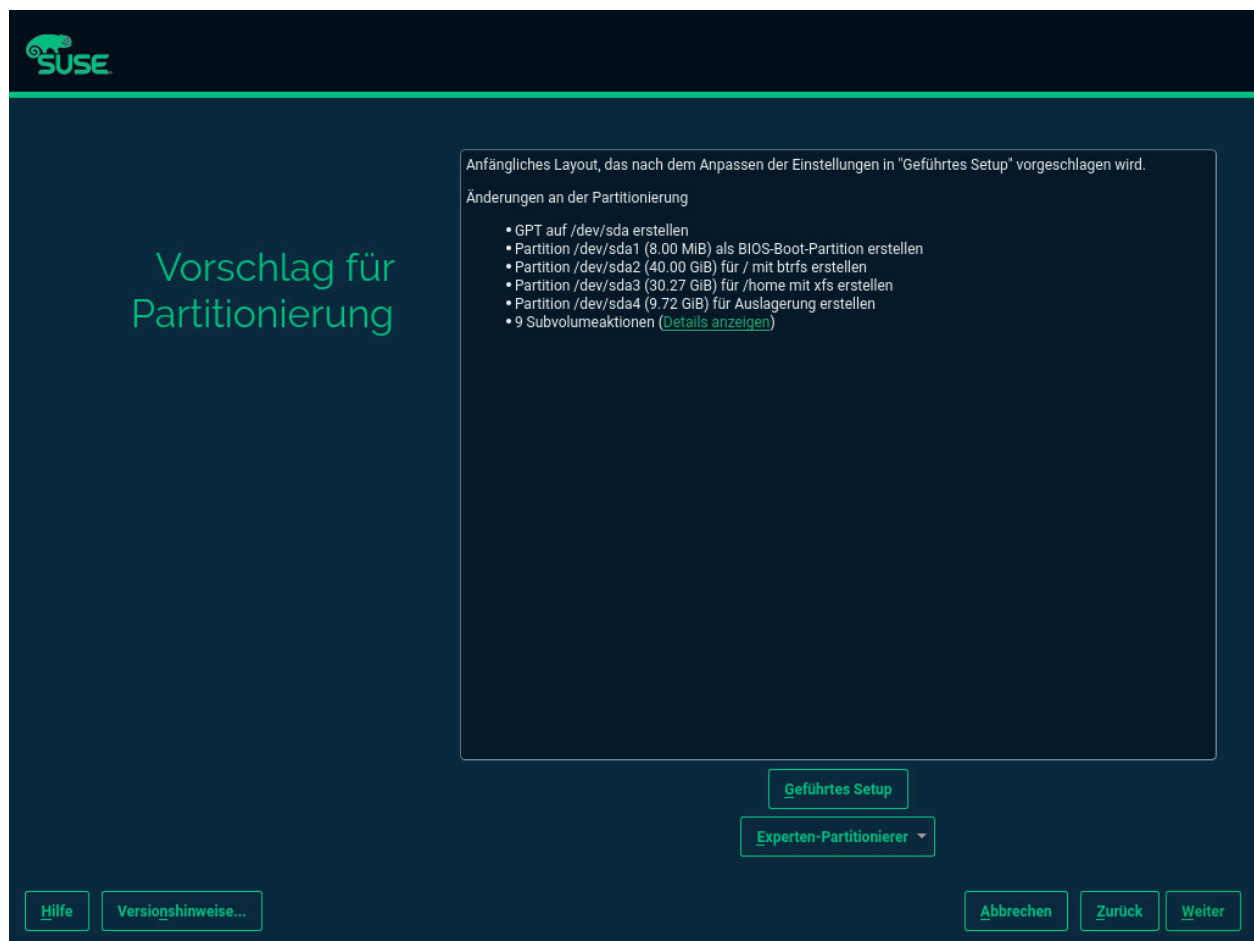 SUSE
Anfängliches Layout, das nach dem Anpassen der Einstellungen in "Geführtes Setup" vorgeschlagen wird.
Änderungen an der Partitionierung
• GPT auf /dev/sda erstellen
• Partition /dev/sda1 (8.00 MiB) als BIOS-Boot-Partition erstellen
• Partition /dev/sda2 (40.00 GiB) für / mit btrfs erstellen
• Partition /dev/sda3 (30.27 GiB) für /home mit xfs erstellen
• Partition /dev/sda4 (9.72 GiB) für Auslagerung erstellen
• 9 Subvolumeaktionen (Details anzeigen)
Vorschlag für
Partitionierung
Geführtes Setup
Experten-Partitionierer
Hilfe
Versionshinweise...
Abbrechen
Zurück
Weiter